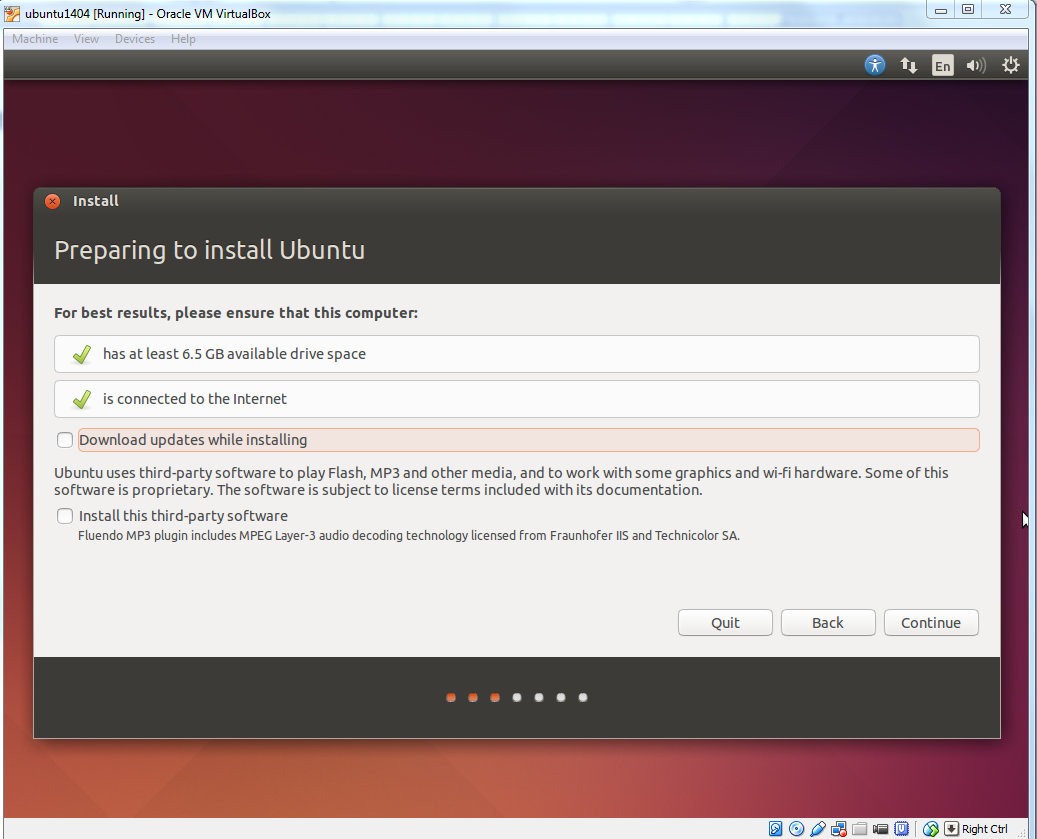 ubuntu1404 [Running] - Oracle VM VirtualBox
Machine View Devices Help
En
Install
Preparing to install Ubuntu
For best results, please ensure that this computer:
has at least 6.5 GB available drive space
is connected to the Internet
Download updates while installing
Ubuntu uses third-party software to play Flash, MP3 and other media, and to work with some graphics and wi-fi hardware. Some of this
software is proprietary. The software is subject to license terms included with its documentation.
Install this third-party software
Fluendo MP3 plugin includes MPEG Layer-3 audio decoding technology licensed from Fraunhofer IIS and Technicolor SA.
Quit Back Continue
Right Ctrl